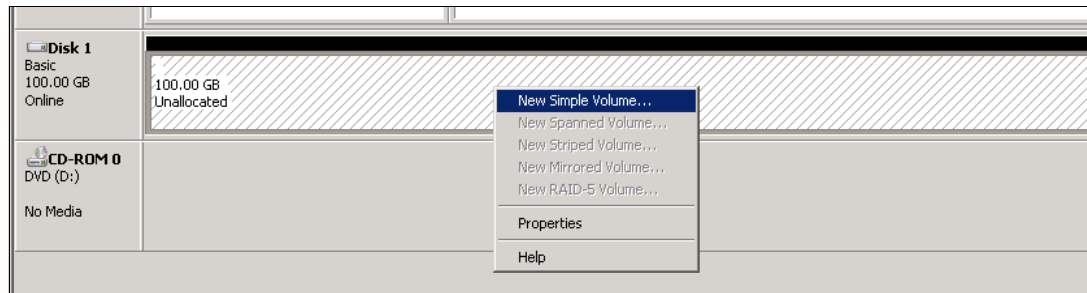 Disk 1
Basic
100.00 GB
Online
100.00 GB
Unallocated
New Simple Volume...
New Spanned Volume...
New Striped Volume...
New Mirrored Volume...
New RAID-5 Volume...
Properties
Help
CD-ROM 0
DVD (D:)
No Media